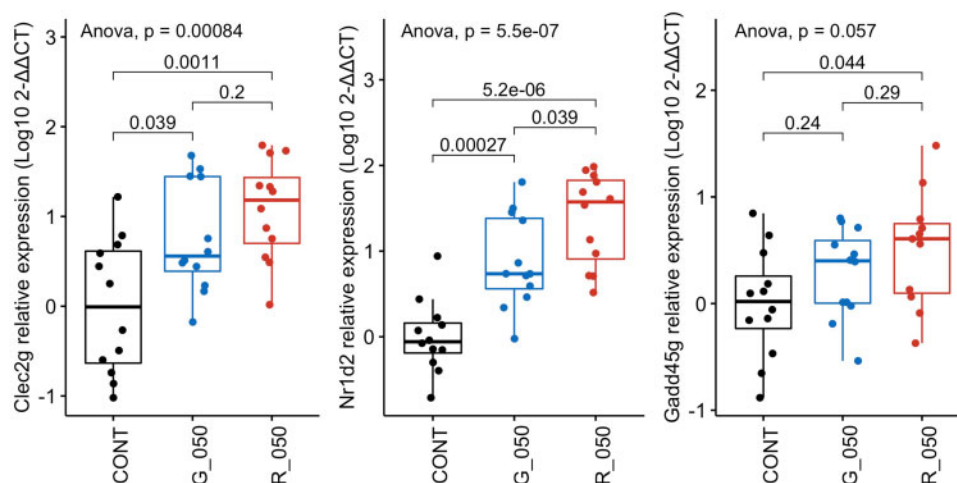 Clec2g relative expression (Log10 2-ΔΔCT)
Anova, p = 0.00084
0.0011
0.2
0.039
3
2
1
0
-1
CONT
G_050
R_050
Nr1d2 relative expression (Log10 2-ΔΔCT)
Anova, p = 5.5e-07
5.2e-06
0.039
0.00027
3
2
1
0
CONT
G_050
R_050
Gadd45g relative expression (Log10 2-ΔΔCT)
Anova, p = 0.057
0.044
0.29
0.24
2
1
0
-1
CONT
G_050
R_050